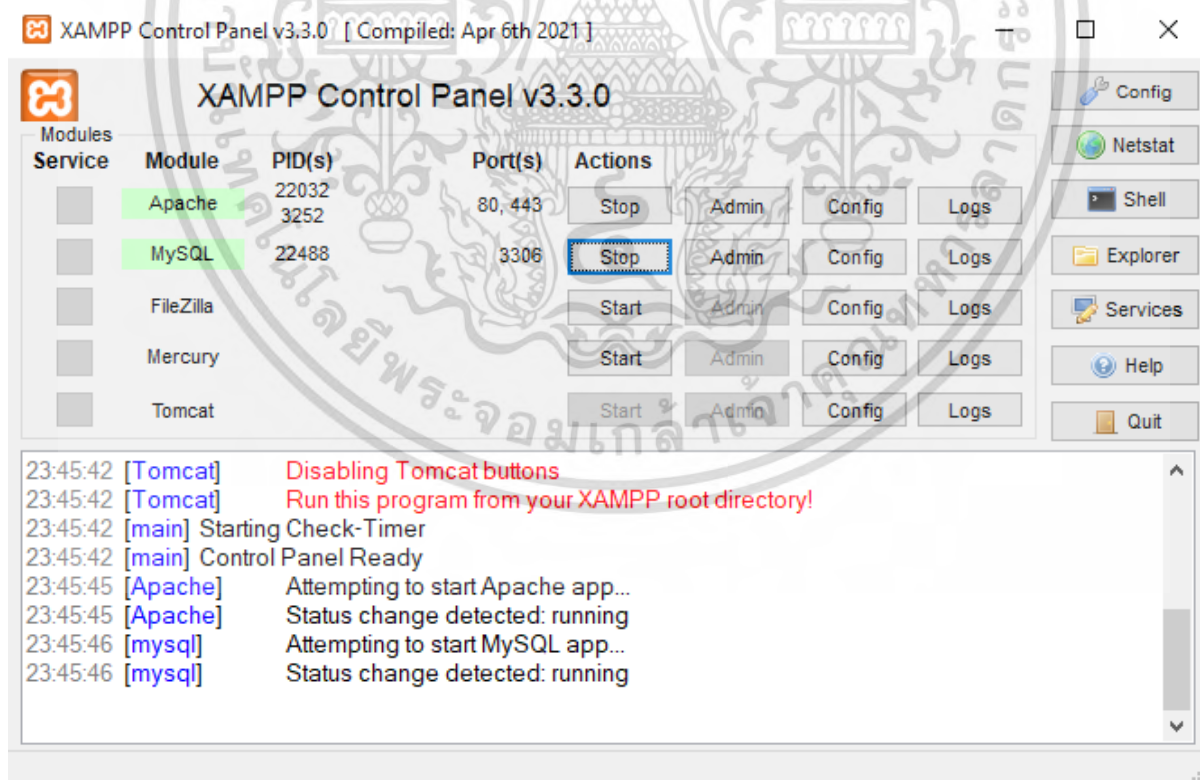 XAMPP Control Panel v3.3.0 [ Compiled: Apr 6th 2021 ]
XAMPP Control Panel v3.3.0
Config
Modules
Service Module PID(s) Port(s) Actions
Netstat
Apache 22032 3252 80, 443 Stop Admin Config Logs
Shell
MySQL 22488 3306 Stop Admin Config Logs
Explorer
FileZilla Start Admin Config Logs
Services
Mercury Start Admin Config Logs
Help
Tomcat Start Admin Config Logs
Quit
23:45:42 [Tomcat] Disabling Tomcat buttons
23:45:42 [Tomcat] Run this program from your XAMPP root directory!
23:45:42 [main] Starting Check-Timer
23:45:42 [main] Control Panel Ready
23:45:45 [Apache] Attempting to start Apache app...
23:45:45 [Apache] Status change detected: running
23:45:46 [mysql] Attempting to start MySQL app...
23:45:46 [mysql] Status change detected: running